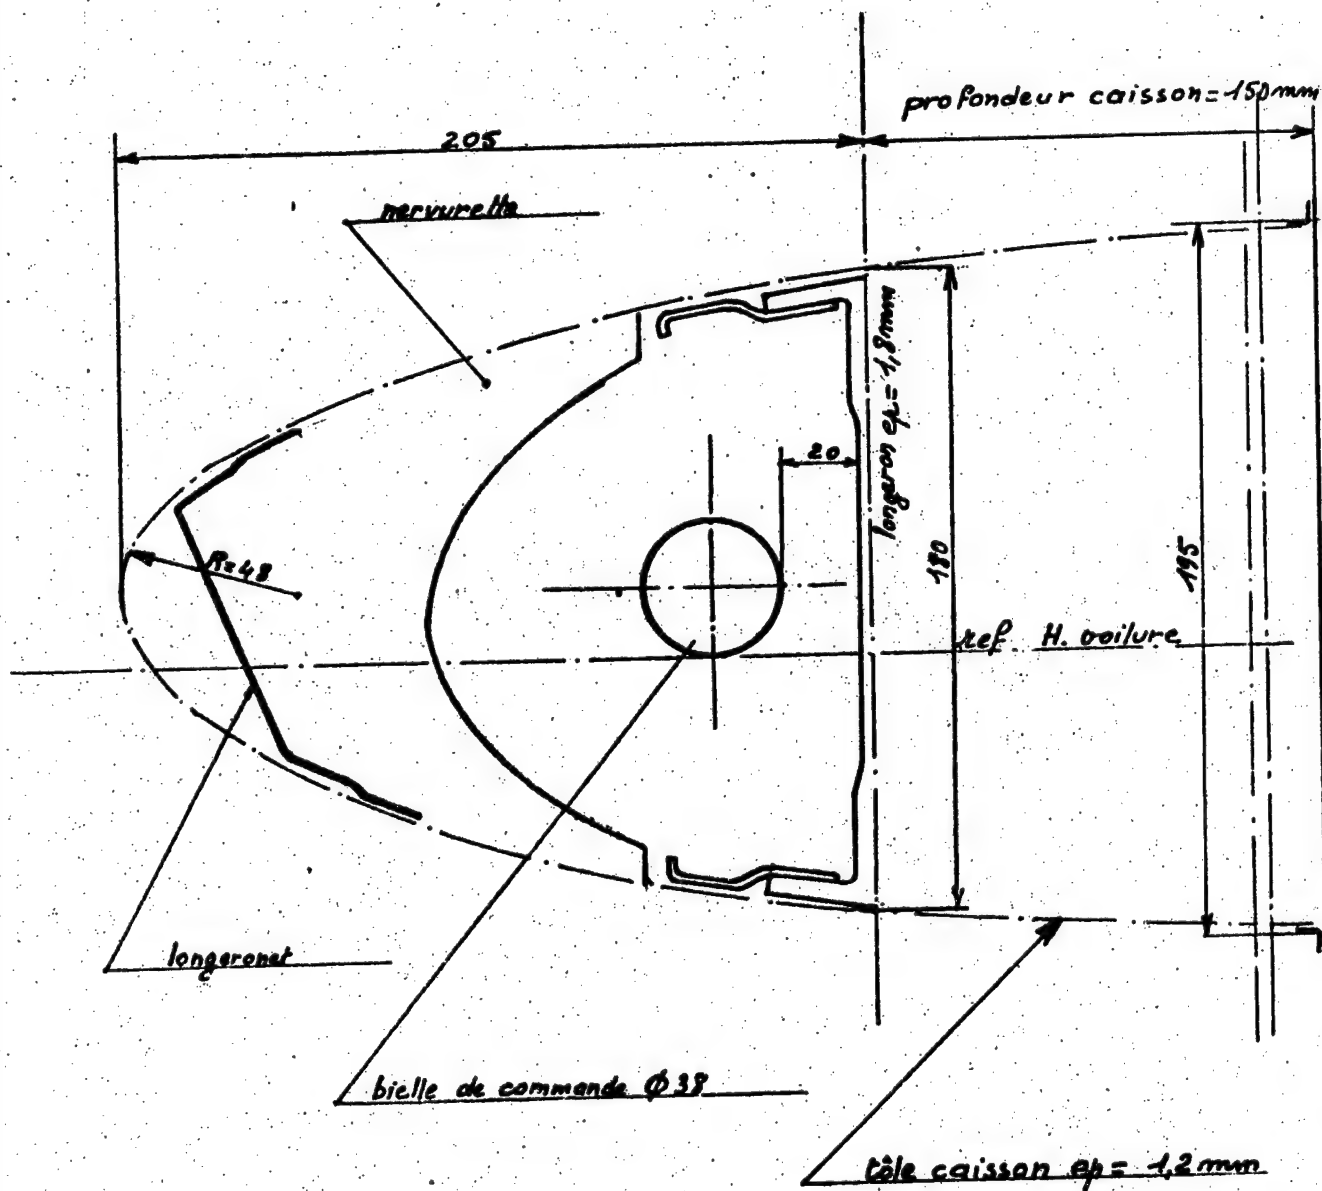 profondeur caisson=150mm
205
nervurette
longeron ep=1,8mm
20
R=48
180
195
ref. H. voilure
longeronet
bielle de commande Ø38
tôle caisson ep= 1,2mm